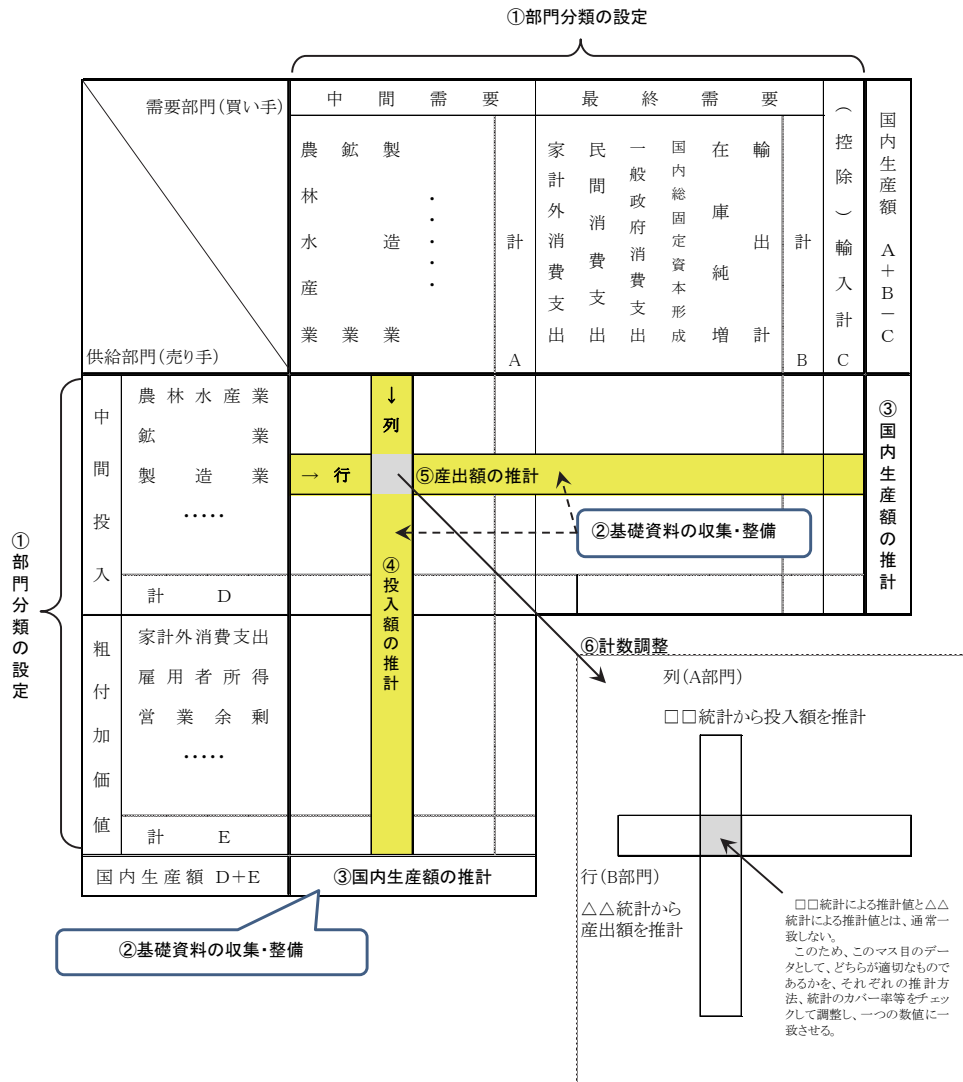 ①部門分類の設定
需要部門(買い手)
供給部門(売り手)
中間需要
農林水産業
鉱業
製造業
・・・・・
計 A
最終需要
家計外消費支出
民間消費支出
一般政府消費支出
国内総固定資本形成
在庫純増
輸出計
計 B
(控除)輸入計 C
国内生産額 A+B-C
①部門分類の設定
中間投入
農林水産業
鉱業
製造業
・・・・・
計 D
↓列
→ 行
⑤産出額の推計
②基礎資料の収集・整備
④投入額の推計
③国内生産額の推計
粗付加価値
家計外消費支出
雇用者所得
営業余剰
・・・・・
計 E
国内生産額 D+E
③国内生産額の推計
②基礎資料の収集・整備
⑥計数調整
列(A部門)
□□統計から投入額を推計
行(B部門)
△△統計から
産出額を推計
□□統計による推計値と△△
統計による推計値とは、通常一
致しない。
このため、このマス目のデー
タとして、どちらが適切なもので
あるかを、それぞれの推計方
法、統計のカバー率等をチェッ
クして調整し、一つの数値に一
致させる。